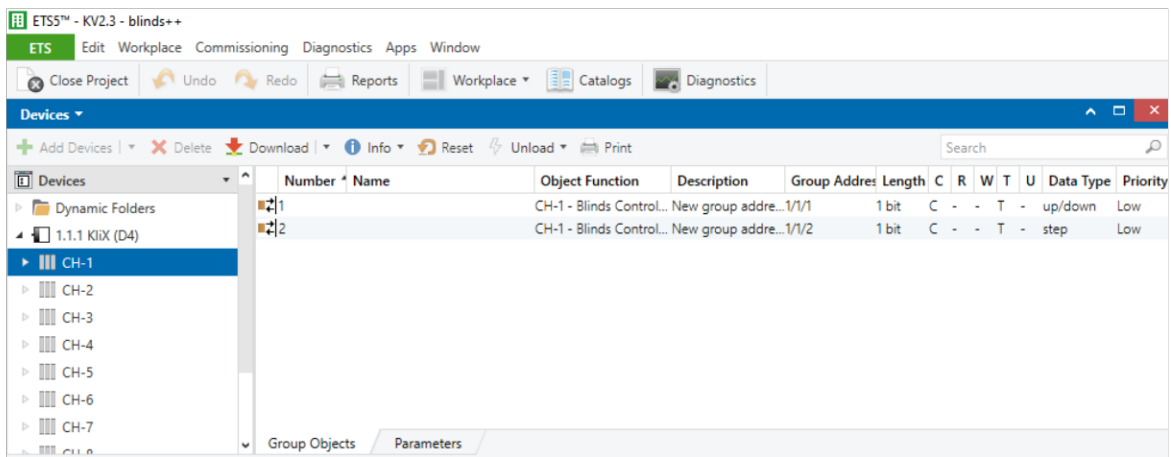 ETS5™ - KV2.3 - blinds++
ETS Edit Workplace Commissioning Diagnostics Apps Window
Close Project Undo Redo Reports Workplace Catalogs Diagnostics
Devices
Add Devices Delete Download Info Reset Unload Print Search
Devices Number Name Object Function Description Group Addres Length C R W T U Data Type Priority
Dynamic Folders 1 CH-1 - Blinds Control... New group addre... 1/1/1 1 bit C - - T - up/down Low
1.1.1 KliX (D4) 2 CH-1 - Blinds Control... New group addre... 1/1/2 1 bit C - - T - step Low
CH-1
CH-2
CH-3
CH-4
CH-5
CH-6
CH-7
CH-8 Group Objects Parameters